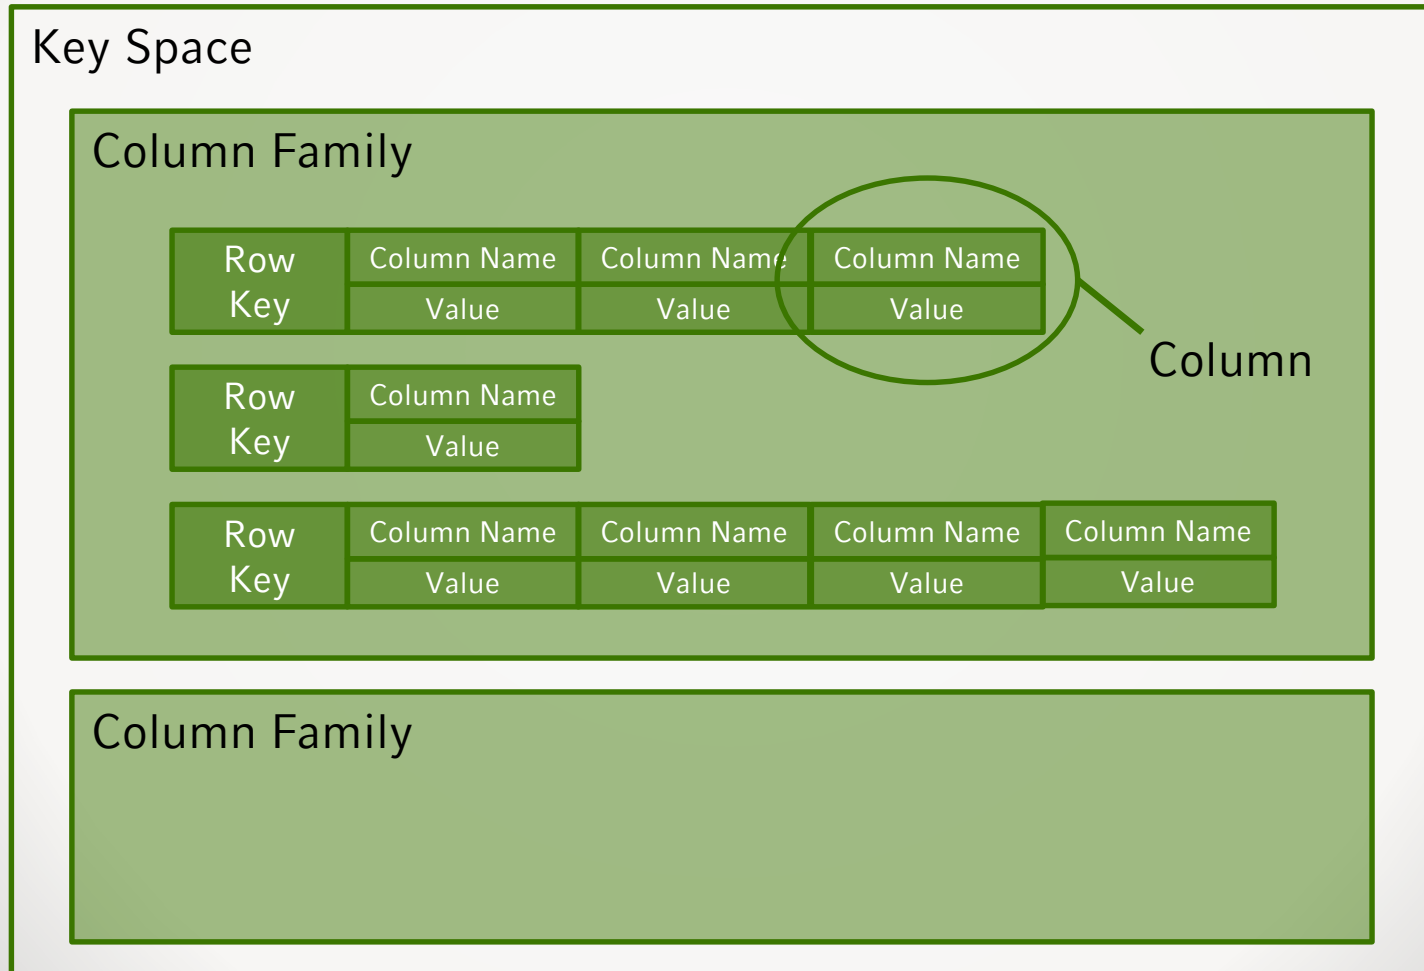 Key Space
Column Family
Row Key Column Name Column Name Column Name
Value Value Value
Column
Row Key Column Name
Value
Row Key Column Name Column Name Column Name Column Name
Value Value Value Value
Column Family